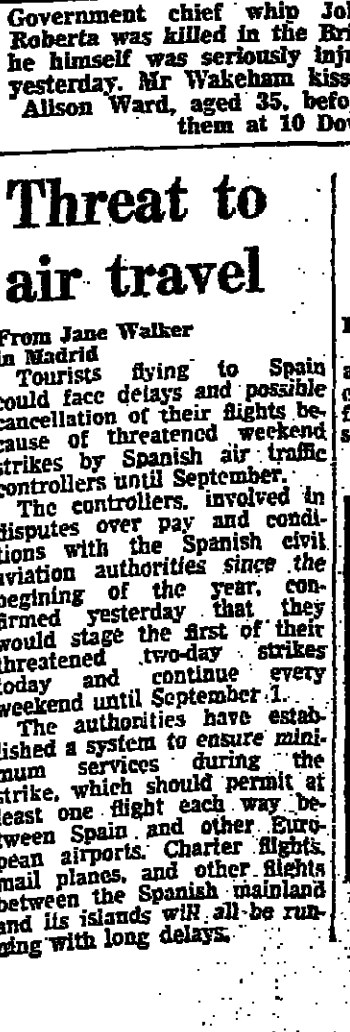 Government chief whip Jo
Roberta was killed in the Bri
he himself was seriously inju
yesterday. Mr Wakeham kiss
Alison Ward, aged 35, befo
them at 10 Dow
Threat to
air travel
From Jane Walker
in Madrid
Tourists flying to Spain
could face delays and possible
cancellation of their flights be-
cause of threatened weekend
strikes by Spanish air traffic
controllers until September.
The controllers, involved in
disputes over pay and condi-
tions with the Spanish civil
aviation authorities since the
begining of the year, con-
firmed yesterday that they
would stage the first of their
threatened two-day strikes
today and continue every
weekend until September 1.
The authorities have estab-
lished a system to ensure mini-
mum services during the
strike, which should permit at
least one flight each way be-
tween Spain and other Euro-
pean airports. Charter flights,
mail planes, and other flights
between the Spanish mainland
and its islands will all be run-
ning with long delays.